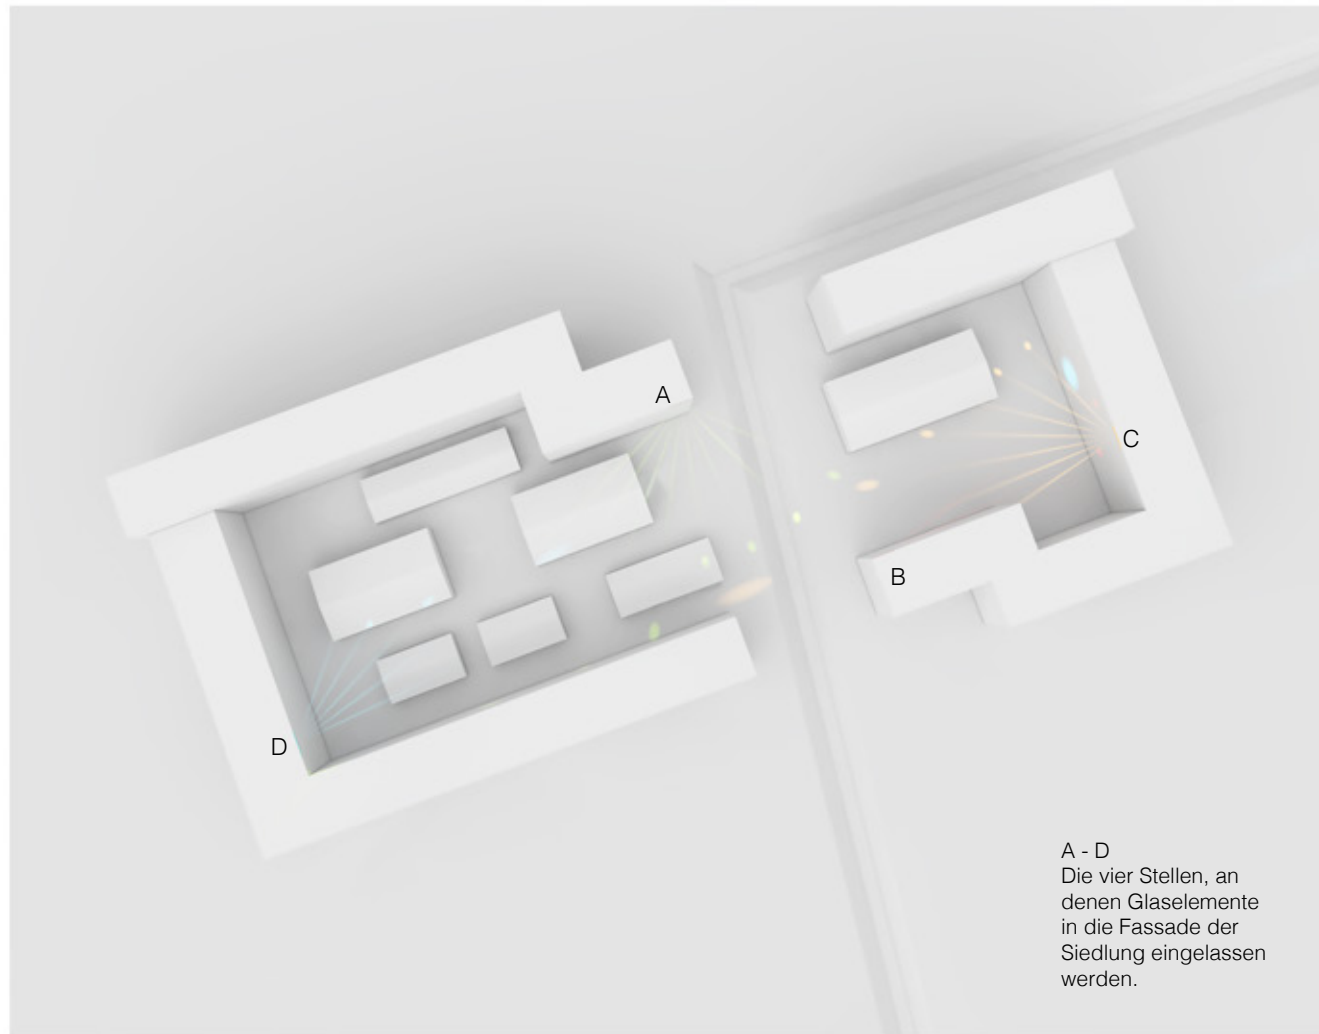 A
C
B
D
A - D
Die vier Stellen, an
denen Glaselemente
in die Fassade der
Siedlung eingelassen
werden.